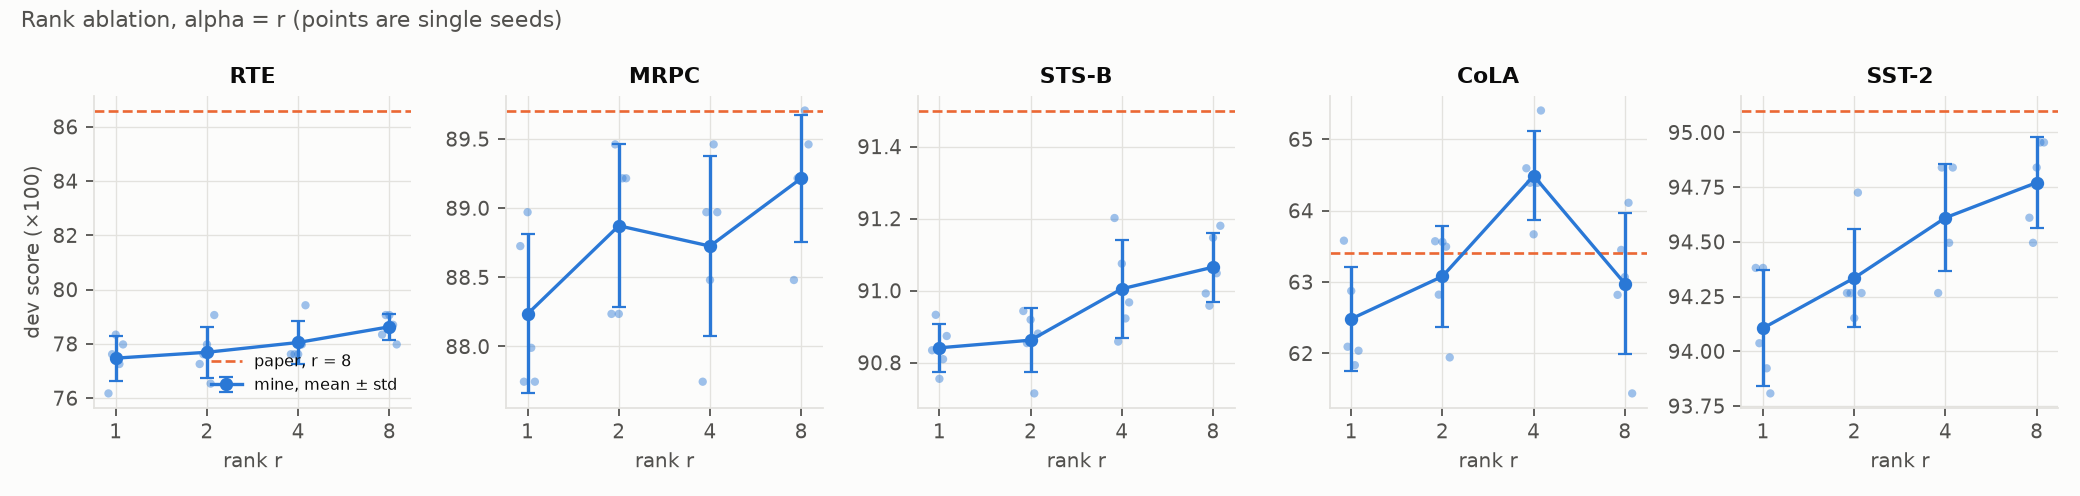 Rank ablation, alpha = r (points are single seeds)
RTE
dev score (×100)
86
84
82
80
78
76
paper, r = 8
mine, mean ± std
1 2 4 8
rank r
MRPC
89.5
89.0
88.5
88.0
1 2 4 8
rank r
STS-B
91.4
91.2
91.0
90.8
1 2 4 8
rank r
CoLA
65
64
63
62
1 2 4 8
rank r
SST-2
95.00
94.75
94.50
94.25
94.00
93.75
1 2 4 8
rank r